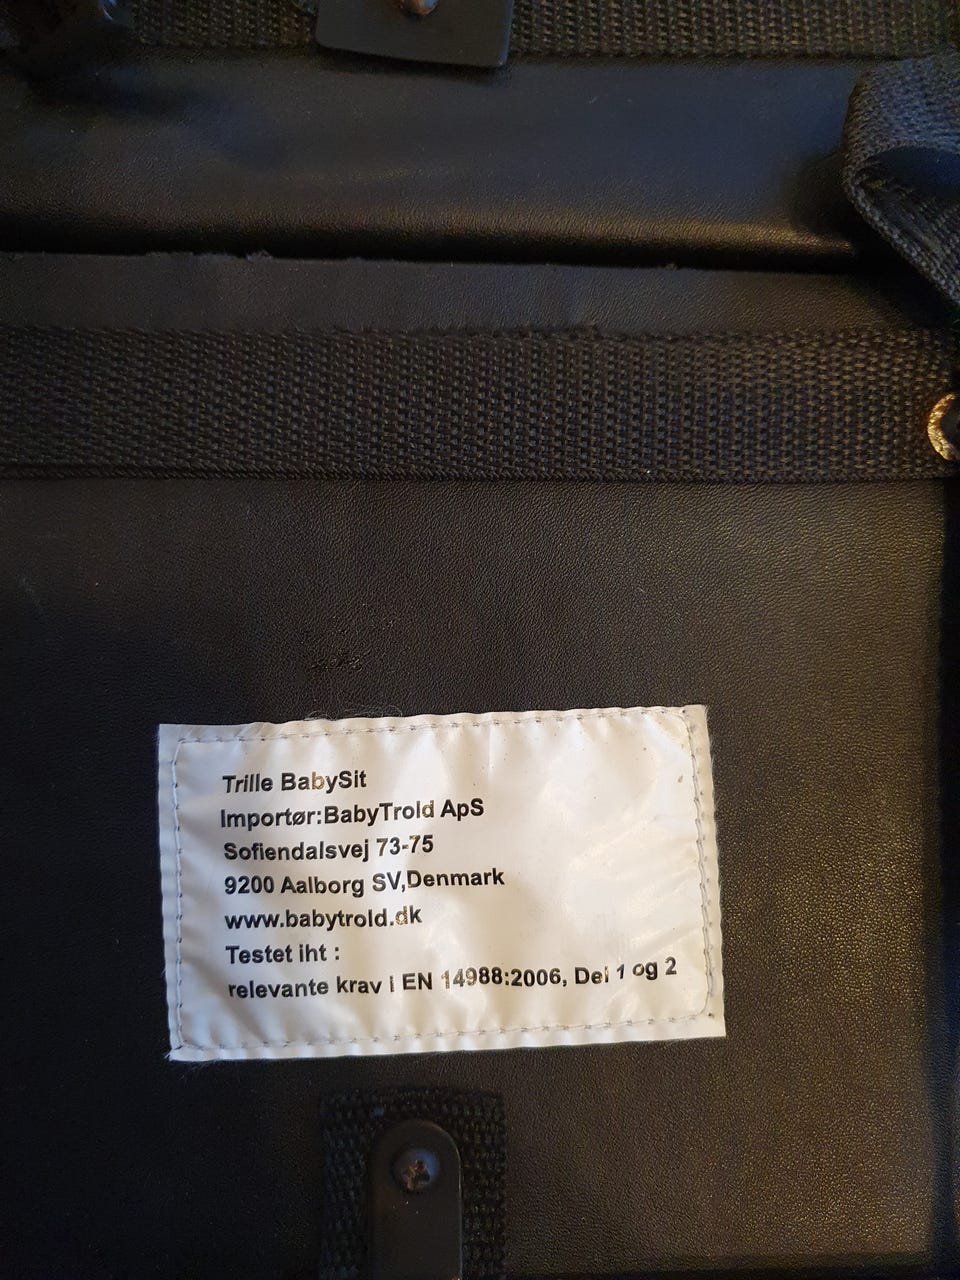 Trille BabySit
Importør:BabyTrold ApS
Sofiendalsvej 73-75
9200 Aalborg SV,Denmark
www.babytrold.dk
Testet iht :
relevante krav i EN 14988:2006, Del 1 og 2